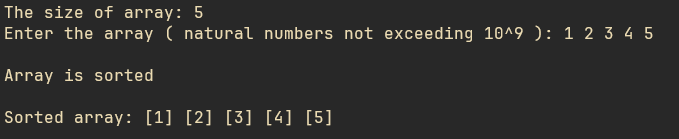 The size of array: 5
Enter the array ( natural numbers not exceeding 10^9 ): 1 2 3 4 5
Array is sorted
Sorted array: [1] [2] [3] [4] [5]